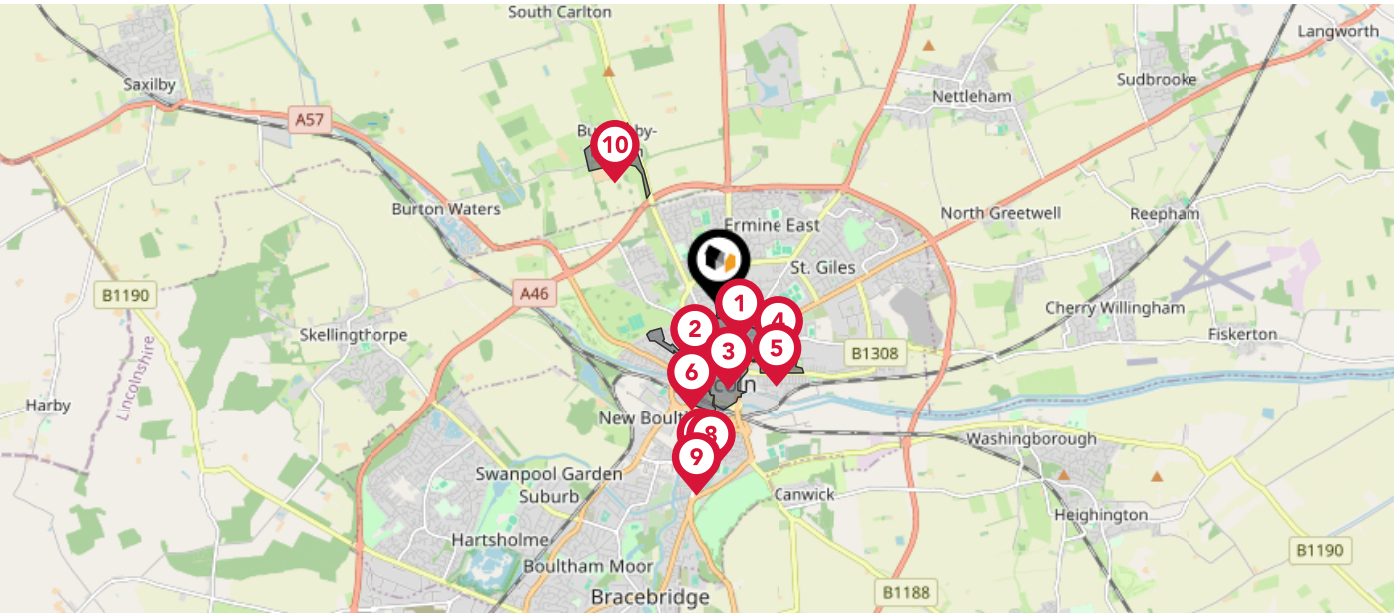 South Carlton
Langworth
Saxilby
Sudbrooke
Nettleham
A57
10
Burton Waters
North Greetwell
Reepham
Ermine East
St. Giles
B1190
A46
1
Cherry Willingham
2
4
Skellingthorpe
Fiskerton
3
5
B1308
6
Lincolnshire
Harby
New Boult
8
Washingborough
9
Swanpool Garden
Suburb
Canwick
Heighington
Hartsholme
B1190
Boultham Moor
B1188
Bracebridge